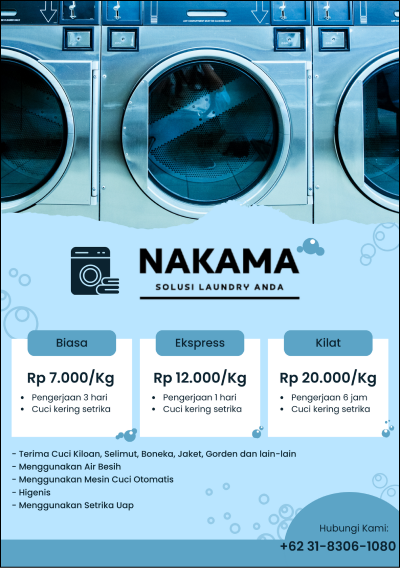 NAKAMA
SOLUSI LAUNDRY ANDA
Biasa
Rp 7.000/Kg
• Pengerjaan 3 hari
• Cuci kering setrika
Ekspress
Rp 12.000/Kg
• Pengerjaan 1 hari
• Cuci kering setrika
Kilat
Rp 20.000/Kg
• Pengerjaan 6 jam
• Cuci kering setrika
- Terima Cuci Kiloan, Selimut, Boneka, Jaket, Gorden dan lain-lain
- Menggunakan Air Besih
- Menggunakan Mesin Cuci Otomatis
- Higenis
- Menggunakan Setrika Uap
Hubungi Kami:
+62 31-8306-1080